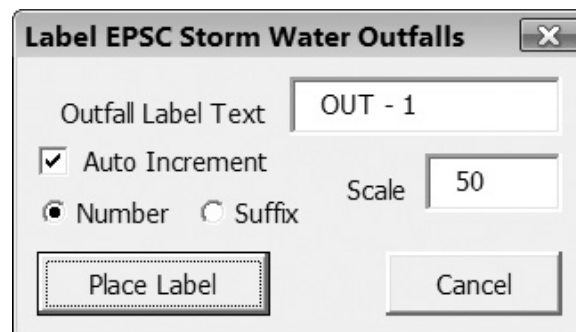 Label EPSC Storm Water Outfalls
Outfall Label Text OUT - 1
Auto Increment
Scale 50
Number Suffix
Place Label Cancel